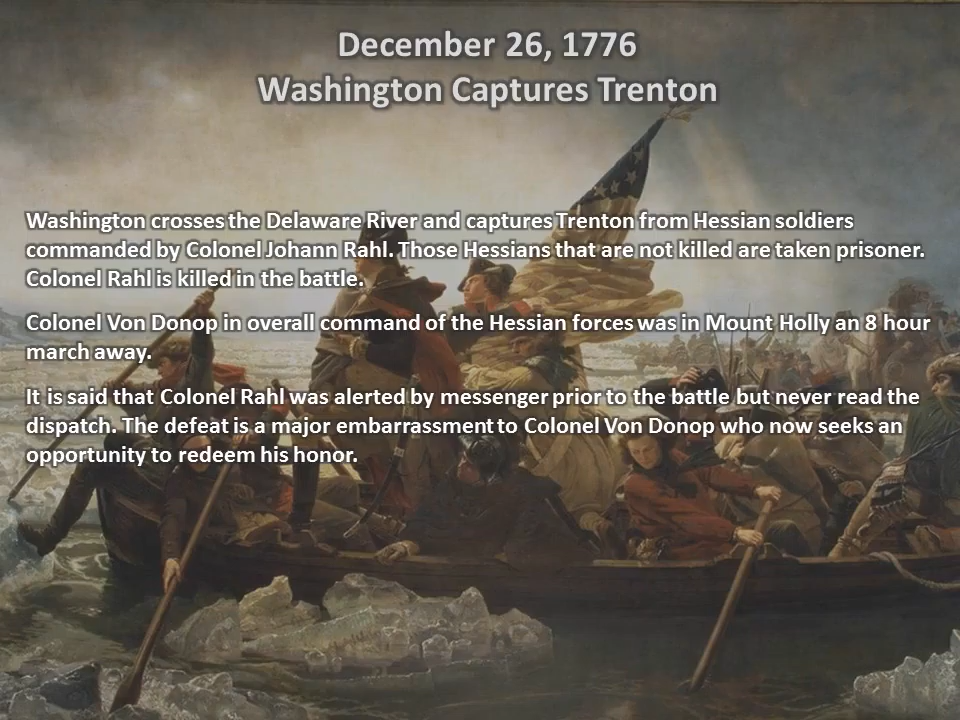 December 26, 1776
Washington Captures Trenton
Washington crosses the Delaware River and captures Trenton from Hessian soldiers
commanded by Colonel Johann Rahl. Those Hessians that are not killed are taken prisoner.
Colonel Rahl is killed in the battle.
Colonel Von Donop in overall command of the Hessian forces was in Mount Holly an 8 hour
march away.
It is said that Colonel Rahl was alerted by messenger prior to the battle but never read the
dispatch. The defeat is a major embarrassment to Colonel Von Donop who now seeks an
opportunity to redeem his honor.